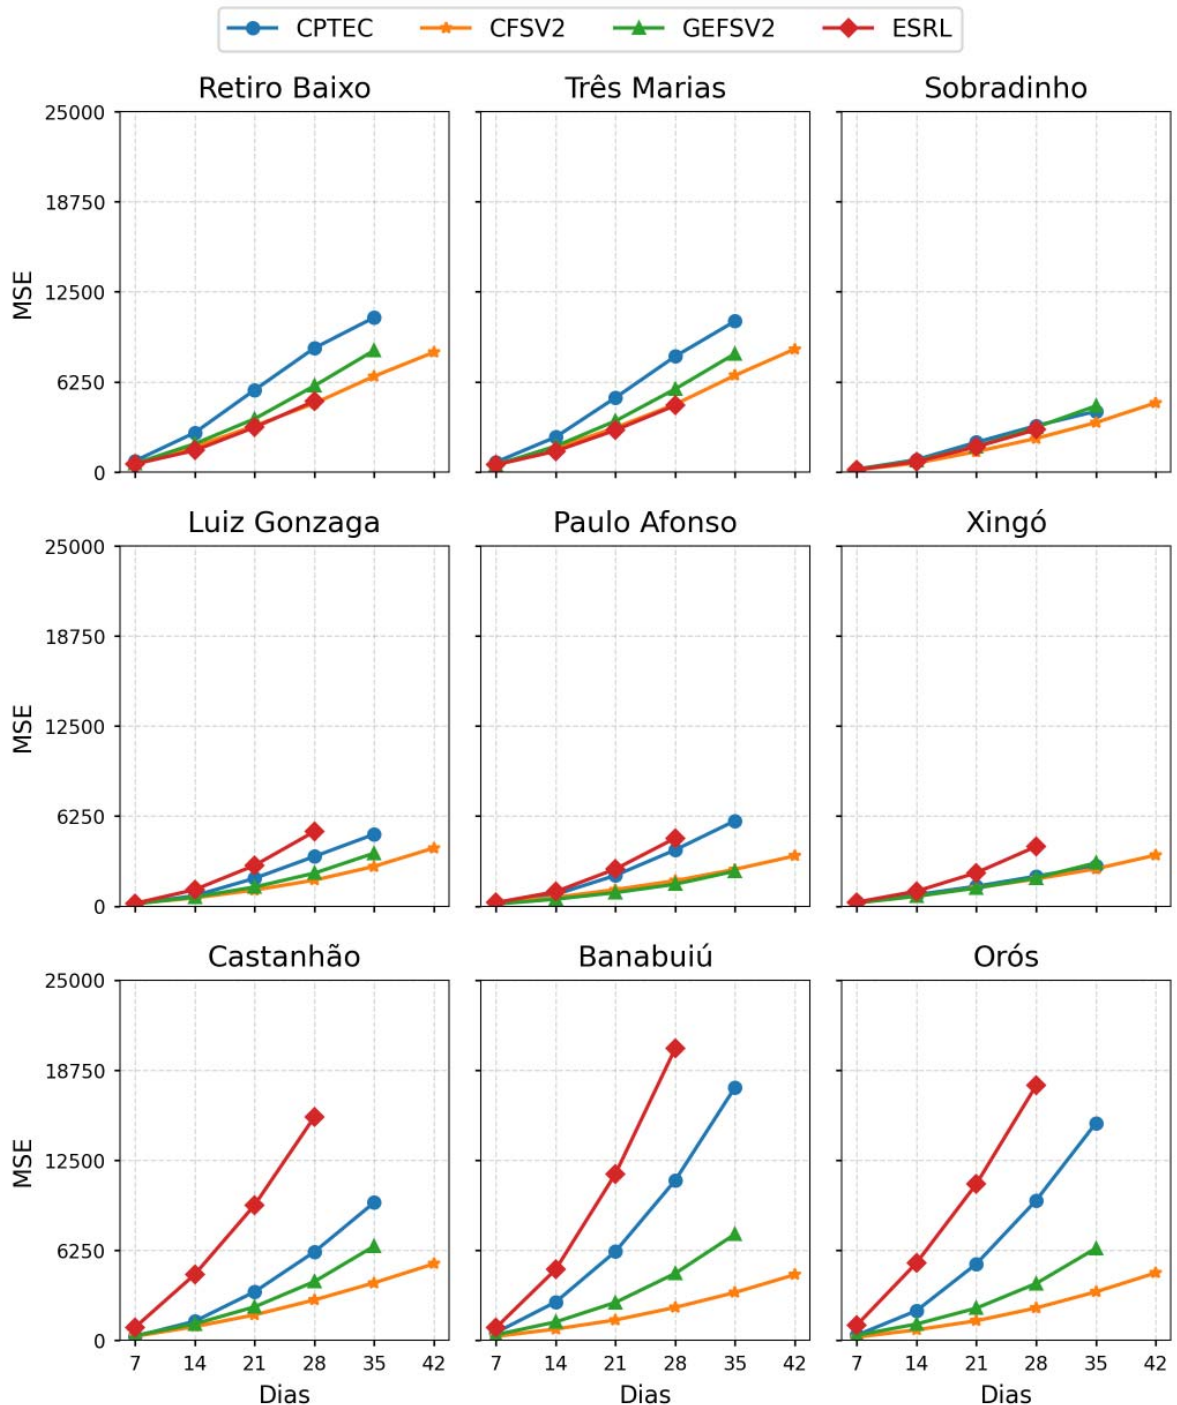 CPTEC CFSV2 GEFSV2 ESRL
Retiro Baixo Três Marias Sobradinho
25000
18750
12500
6250
0
MSE
Luiz Gonzaga Paulo Afonso Xingó
25000
18750
12500
6250
0
MSE
Castanhão Banabuiú Orós
25000
18750
12500
6250
0
MSE
7 14 21 28 35 42 7 14 21 28 35 42 7 14 21 28 35 42
Dias Dias Dias